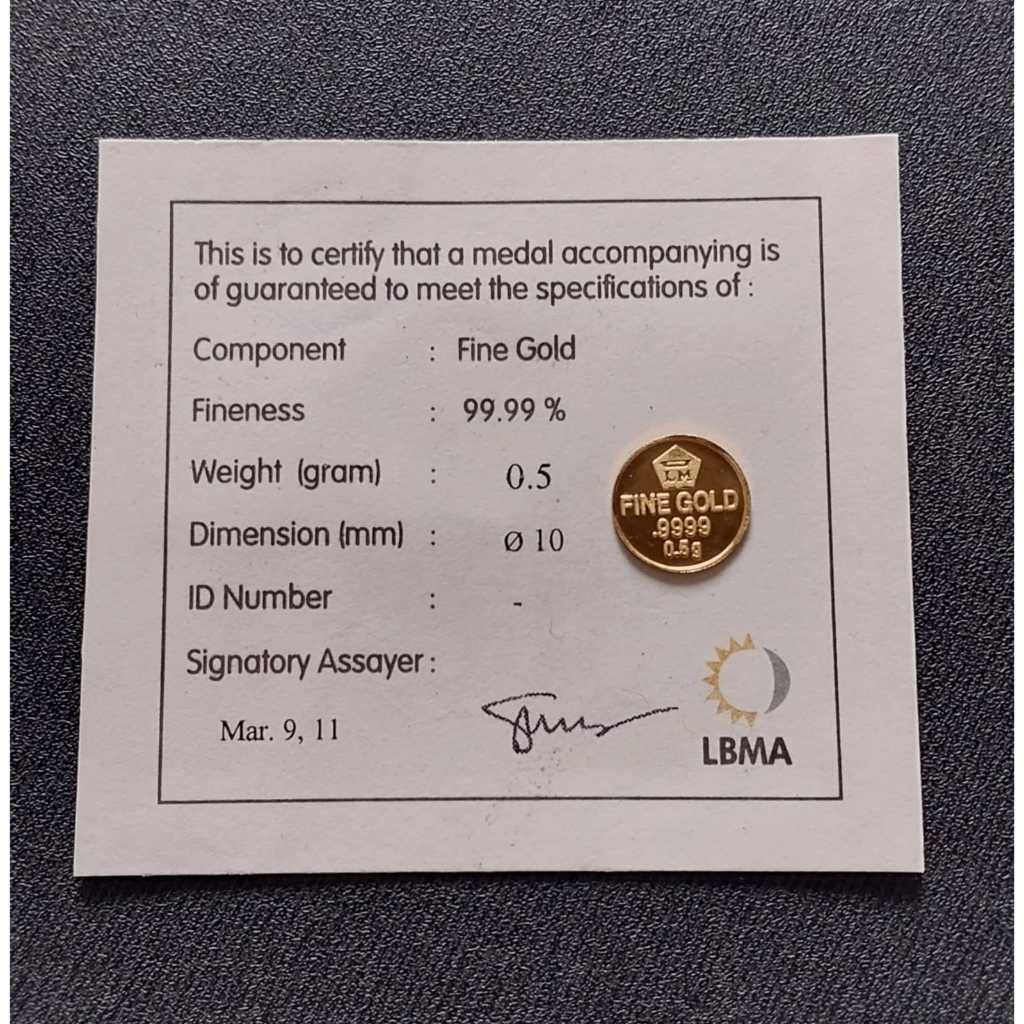 This is to certify that a medal accompanying is
of guaranteed to meet the specifications of :
Component : Fine Gold
Fineness : 99.99 %
Weight (gram) : 0.5
Dimension (mm) : Ø 10
ID Number : -
Signatory Assayer :
Mar. 9, 11
LM
FINE GOLD
.9999
0.5g
LBMA